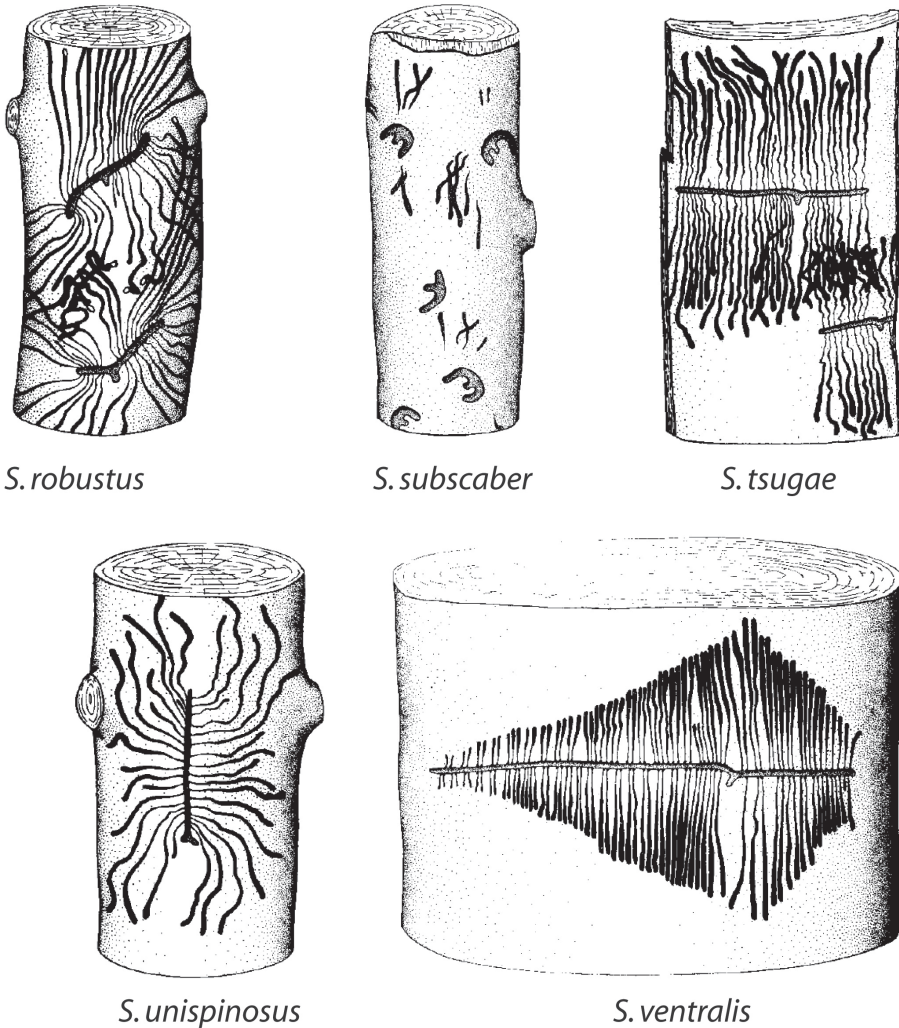 S. robustus
S. subscaber
S. tsugae
S. unispinosus
S. ventralis